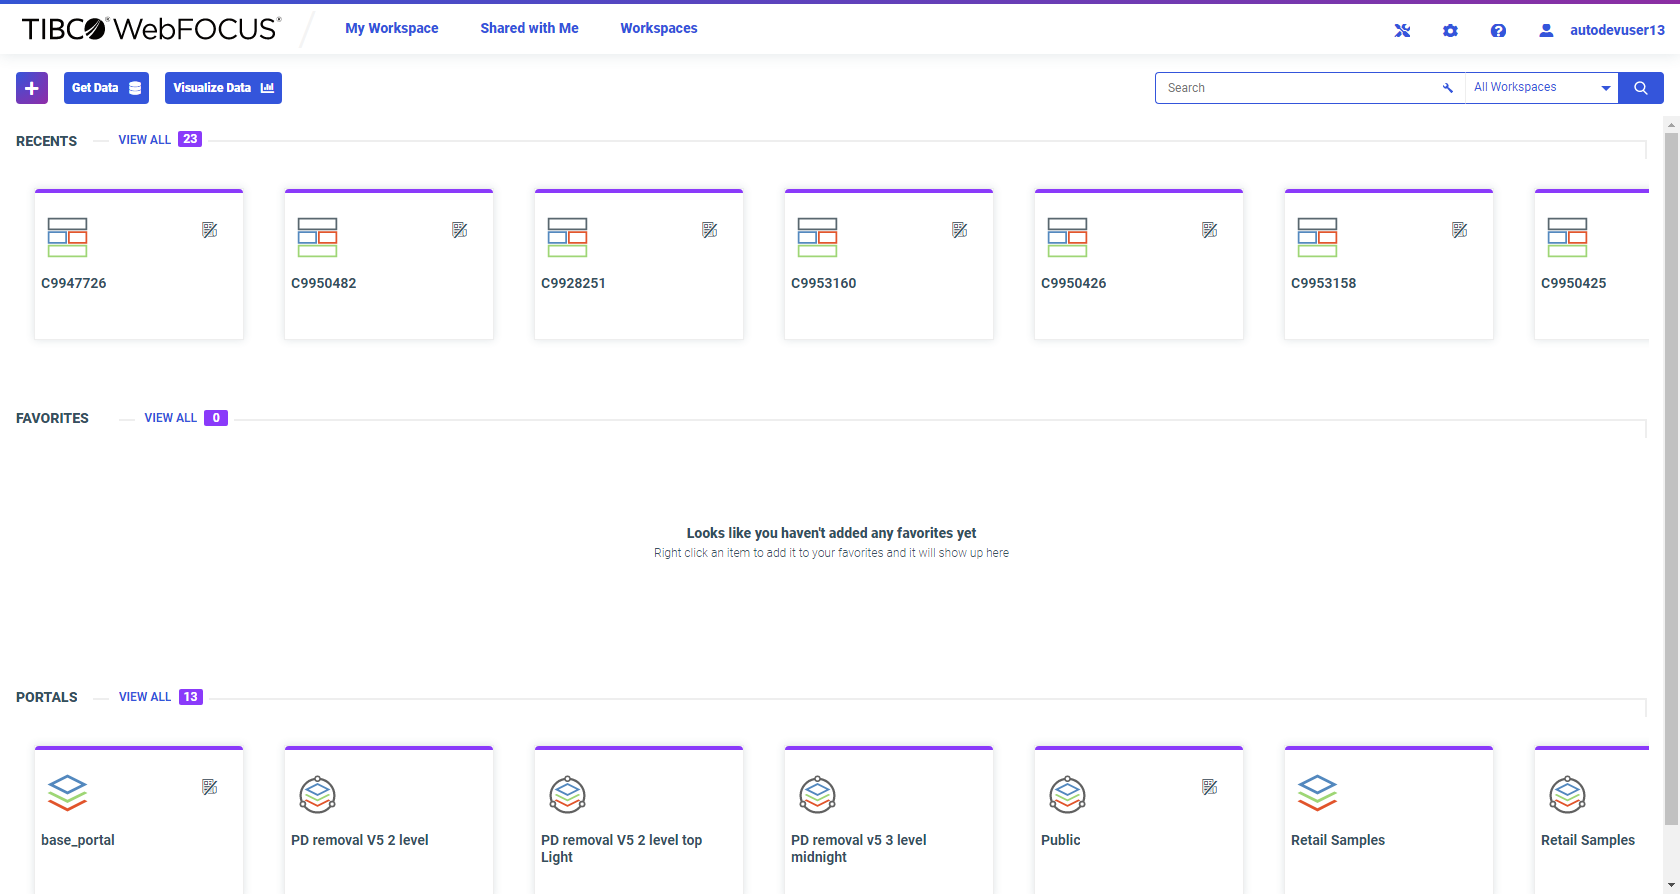 TIBCO® WebFOCUS®
My Workspace
Shared with Me
Workspaces
autodevuser13
Get Data
Visualize Data
Search
All Workspaces
RECENTS
VIEW ALL 23
C9947726
C9950482
C9928251
C9953160
C9950426
C9953158
C9950425
FAVORITES
VIEW ALL 0
Looks like you haven't added any favorites yet
Right click an item to add it to your favorites and it will show up here
PORTALS
VIEW ALL 13
base_portal
PD removal V5 2 level
PD removal V5 2 level top
Light
PD removal v5 3 level
midnight
Public
Retail Samples
Retail Samples